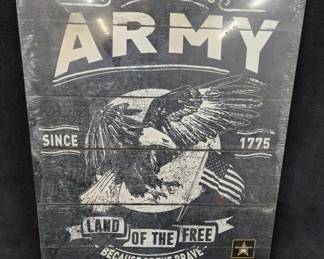 ARMY
SINCE 1775
LAND OF THE FREE
BECAUSE OF THE BRAVE